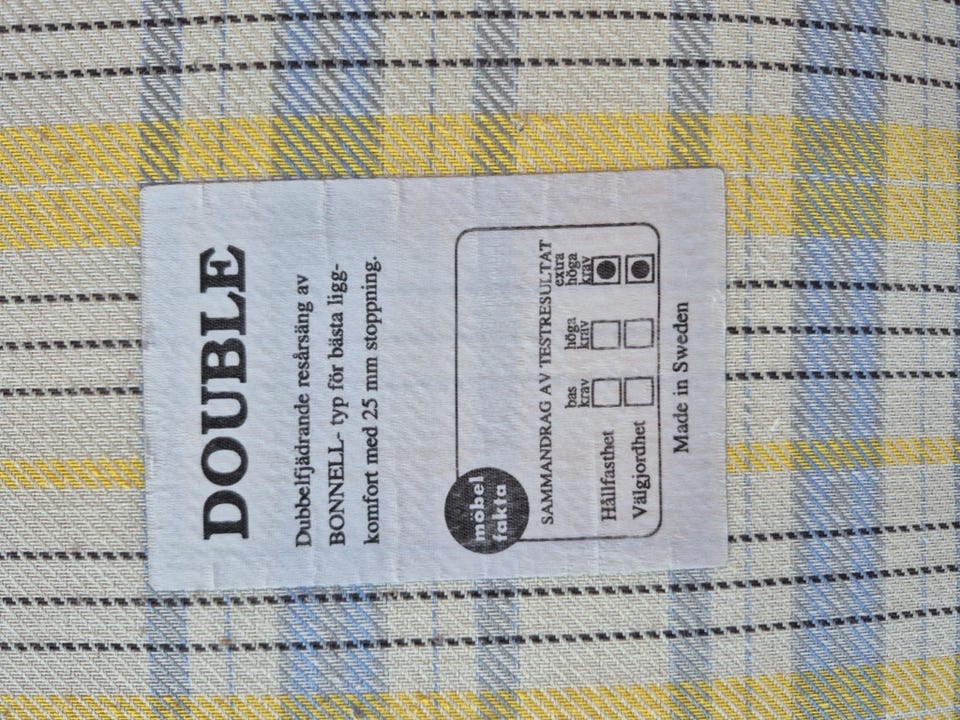 DOUBLE
Dubbelfjädrande resårsäng av
BONNELL- typ för bästa ligg-
komfort med 25 mm stoppning.
möbel
fakta
SAMMANDRAG AV TESTRESULTAT
bas krav höga krav extra höga krav
Hållfasthet
Välgjordhet
Made in Sweden